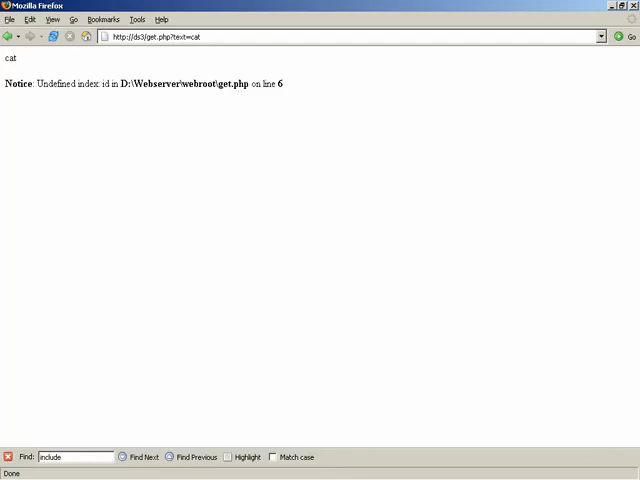 Mozilla Firefox
File Edit View Go Bookmarks Tools Help
http://ds3/get.php?text=cat Go
cat
Notice: Undefined index: id in D:\Webserver\webroot\get.php on line 6
Find: include Find Next Find Previous Highlight Match case
Done